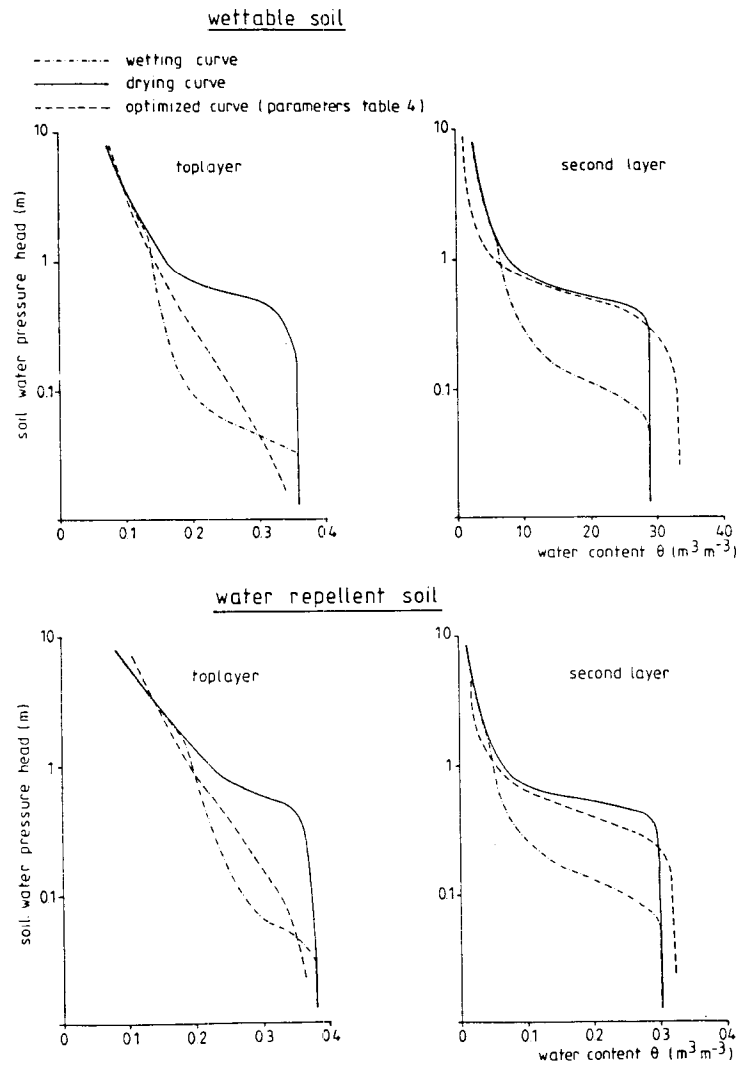 wettable soil
wetting curve
drying curve
optimized curve (parameters table 4)
toplayer
second layer
soil water pressure head (m)
10
1
0.1
0
0.1
0.2
0.3
0.4
10
1
0.1
0
10
20
30
40
water content θ (m³ m⁻³)
water repellent soil
toplayer
second layer
soil water pressure head (m)
10
1
0.1
0
0.1
0.2
0.3
0.4
10
1
0.1
0
0.1
0.2
0.3
0.4
water content θ (m³ m⁻³)